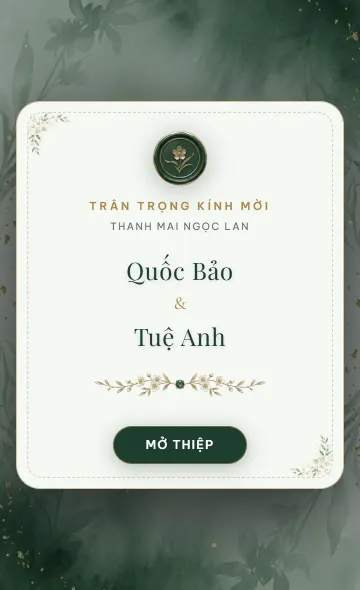 TRÂN TRỌNG KÍNH MỜI
THANH MAI NGỌC LAN
Quốc Bảo
&
Tuệ Anh
MỞ THIỆP